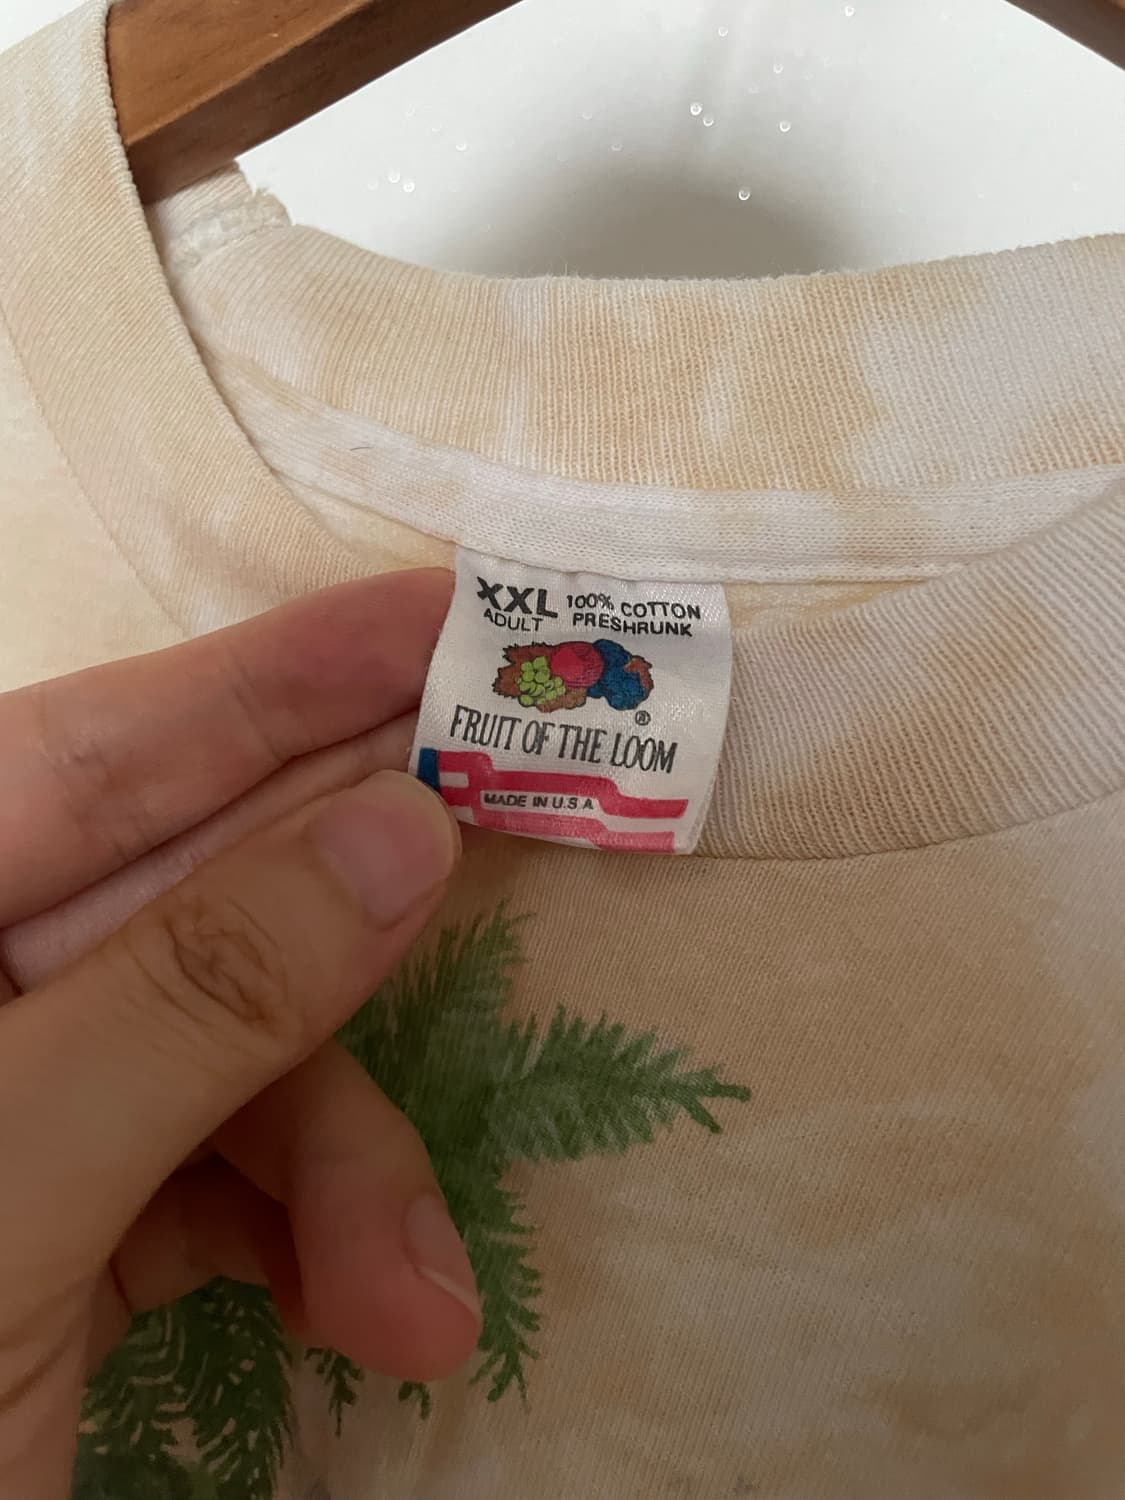 XXL 100% COTTON
ADULT PRESHRUNK
®
FRUIT OF THE LOOM
MADE IN U.S A